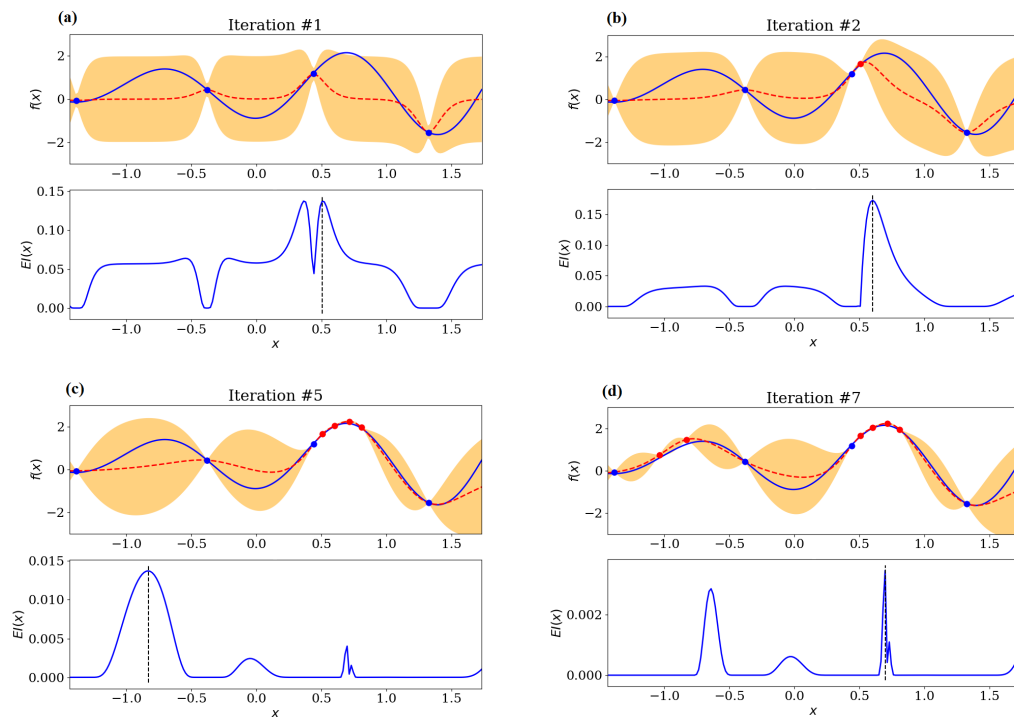 (a)
Iteration #1
f(x)
2
0
−2
−1.0 −0.5 0.0 0.5 1.0 1.5
EI(x)
0.15
0.10
0.05
0.00
−1.0 −0.5 0.0 0.5 1.0 1.5
x
(b)
Iteration #2
f(x)
2
0
−2
−1.0 −0.5 0.0 0.5 1.0 1.5
EI(x)
0.15
0.10
0.05
0.00
−1.0 −0.5 0.0 0.5 1.0 1.5
x
(c)
Iteration #5
f(x)
2
0
−2
−1.0 −0.5 0.0 0.5 1.0 1.5
EI(x)
0.015
0.010
0.005
0.000
−1.0 −0.5 0.0 0.5 1.0 1.5
x
(d)
Iteration #7
f(x)
2
0
−2
−1.0 −0.5 0.0 0.5 1.0 1.5
EI(x)
0.002
0.000
−1.0 −0.5 0.0 0.5 1.0 1.5
x